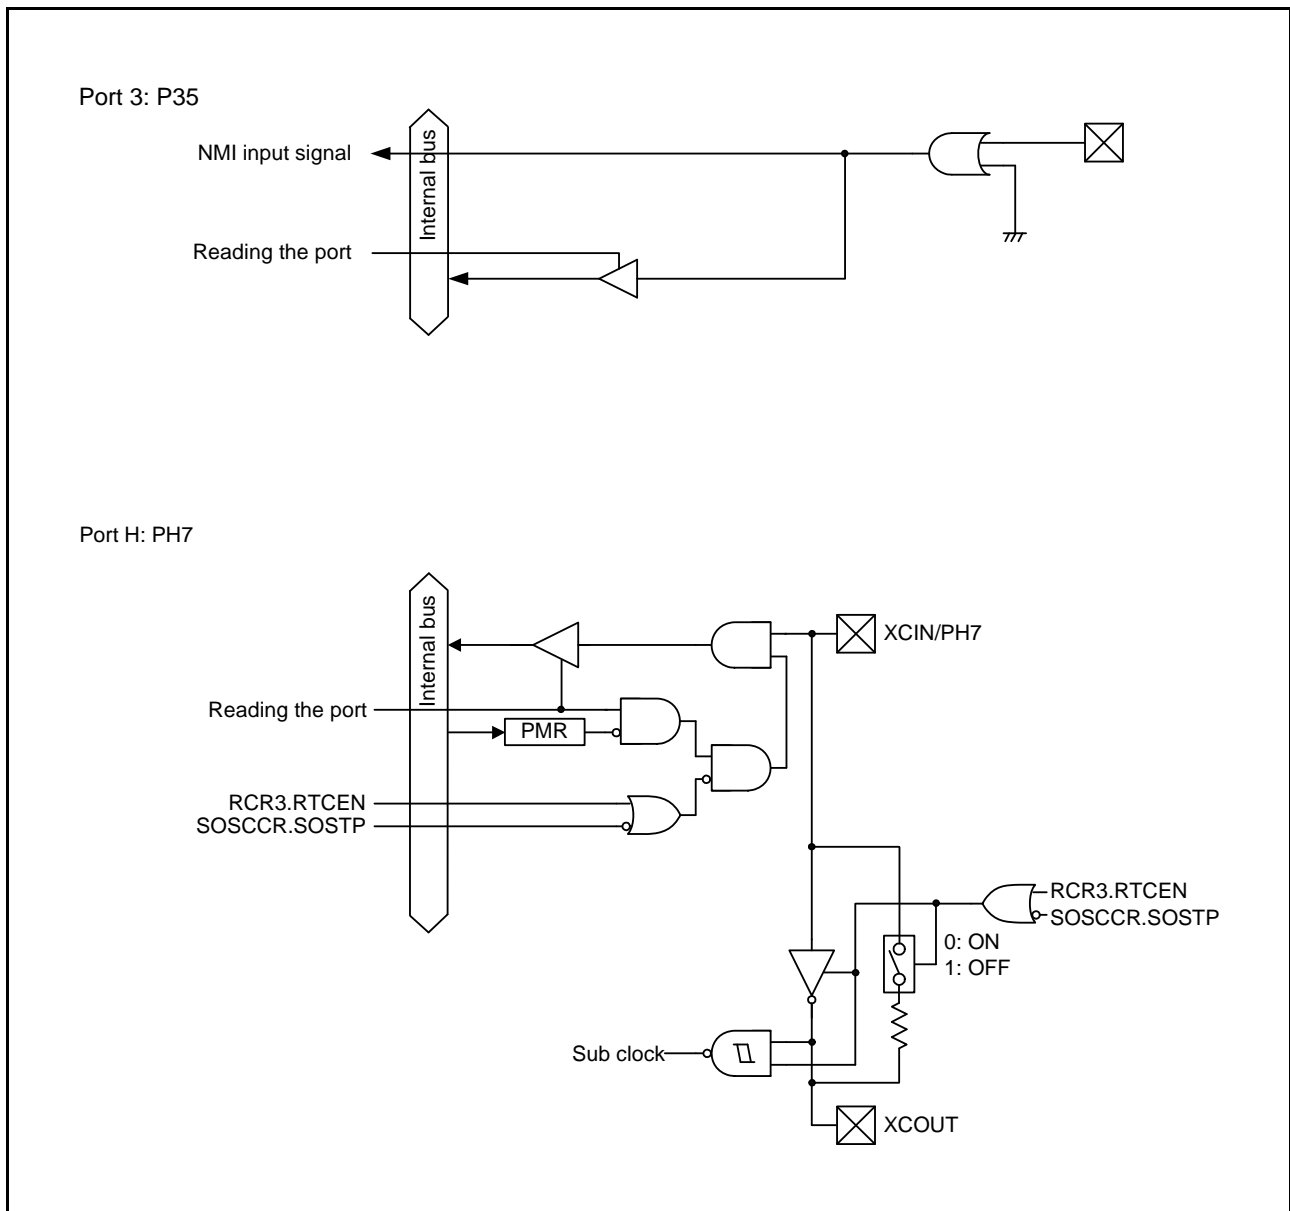 Port 3: P35
Internal bus
NMI input signal
Reading the port
Port H: PH7
Internal bus
XCIN/PH7
Reading the port
PMR
RCR3.RTCEN
SOSCCR.SOSTP
RCR3.RTCEN
SOSCCR.SOSTP
0: ON
1: OFF
Sub clock
XCOUT